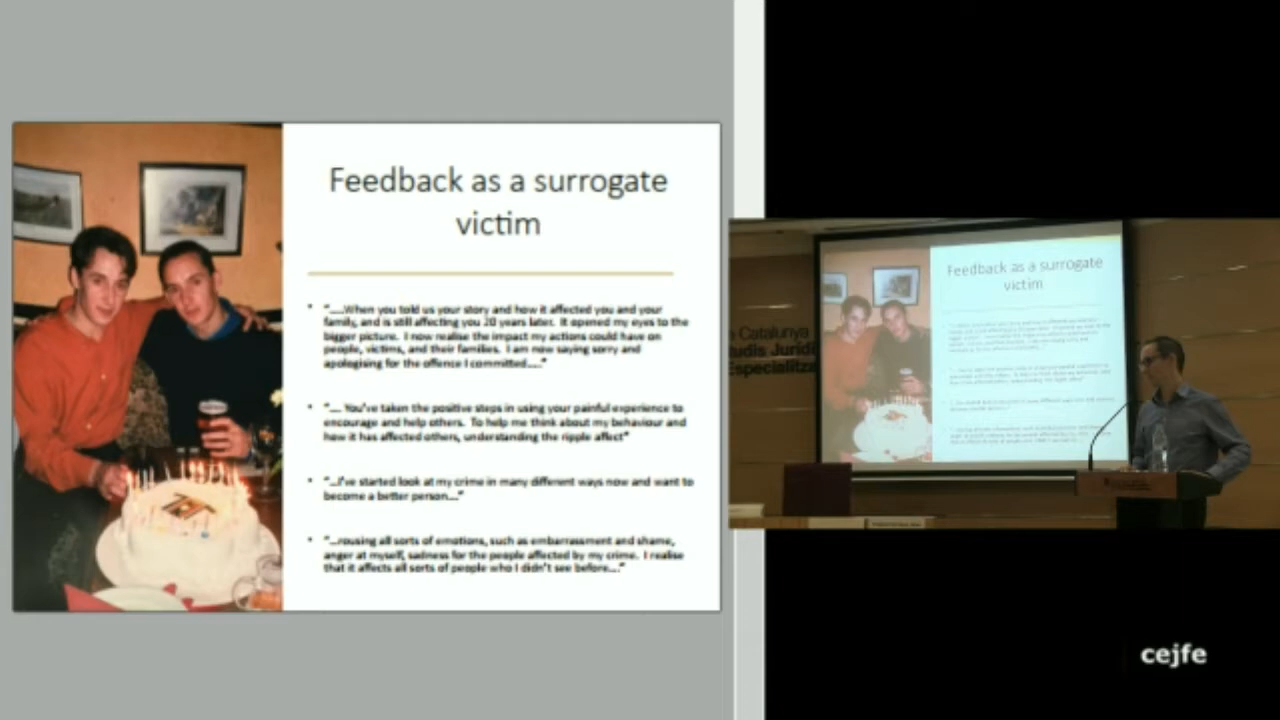 Feedback as a surrogate
victim
• "....When you told us your story and how it affected you and your
family, and is still affecting you 20 years later. It opened my eyes to the
bigger picture. I now realise the impact my actions could have on
people, victims, and their families. I am now saying sorry and
apologising for the offence I committed....."
• ".... You've taken the positive steps in using your painful experience to
encourage and help others. To help me think about my behaviour and
how it has affected others, understanding the ripple affect"
• "...I've started look at my crime in many different ways now and want to
become a better person...."
• "...rousing all sorts of emotions, such as embarrassment and shame,
anger at myself, sadness for the people affected by my crime. I realise
that it affects all sorts of people who I didn't see before...."
Feedback as a surrogate
victim
Catalunya
Especialitza
cejfe